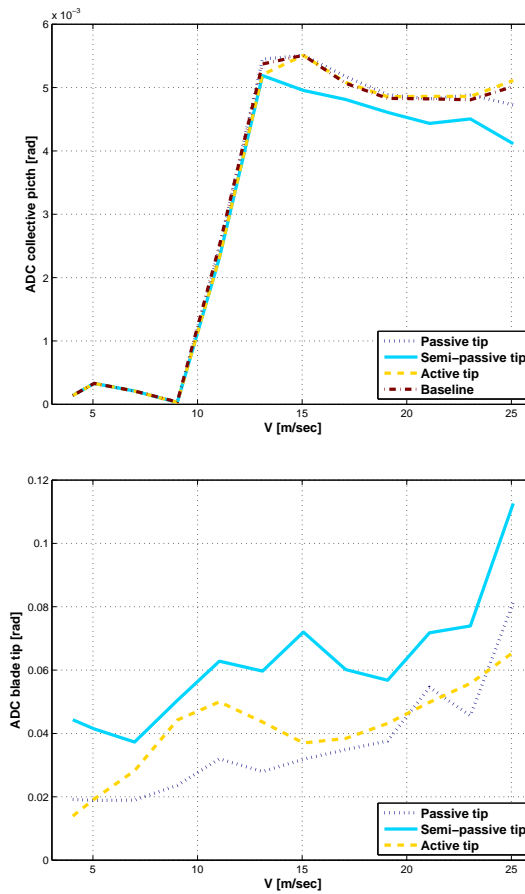 x 10⁻³
6
5
4
3
2
1
0
ADC collective picth [rad]
5 10 15 20 25
V [m/sec]
Passive tip
Semi−passive tip
Active tip
Baseline
0.12
0.1
0.08
0.06
0.04
0.02
0
ADC blade tip [rad]
5 10 15 20 25
V [m/sec]
Passive tip
Semi−passive tip
Active tip